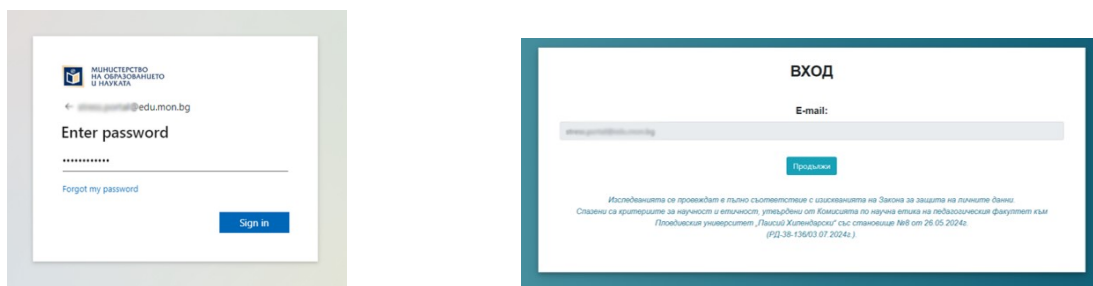 МИНИСТЕРСТВО
НА ОБРАЗОВАНИЕТО
И НАУКАТА
← @edu.mon.bg
Enter password
••••••••••••
Forgot my password
Sign in
ВХОД
E-mail:
Продължи
Изследванията се провеждат в пълно съответствие с изискванията на Закона за защита на личните данни.
Спазени са критериите за научност и етичност, утвърдени от Комисията по научна етика на педагогическия факултет към
Пловдивския университет „Паисий Хилендарски“ със становище №8 от 26.05.2024г.
(РД-38-136/03.07.2024г.).